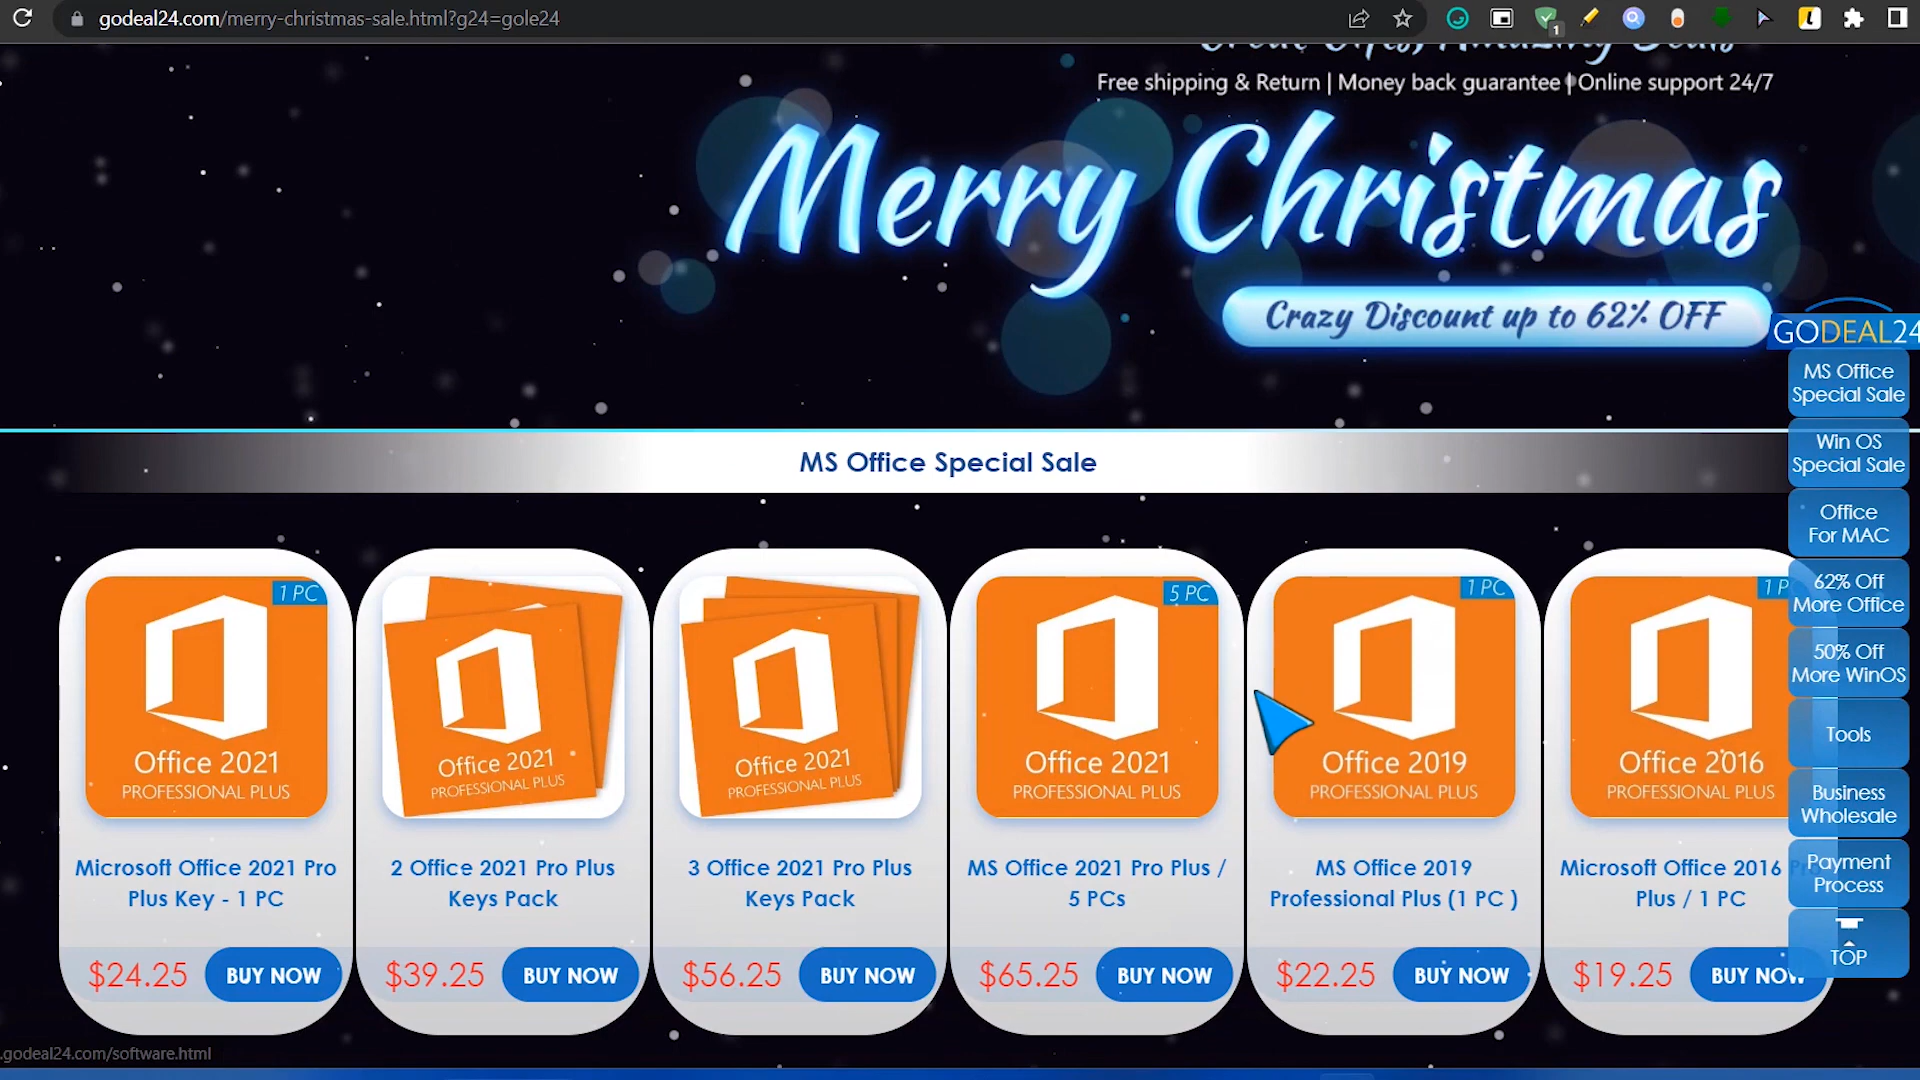 godeal24.com/merry-christmas-sale.html?g24=gole24
1
Great Gifts, Amazing Deals
Free shipping & Return | Money back guarantee | Online support 24/7
Merry Christmas
Crazy Discount up to 62% OFF
GODEAL24
MS Office
Special Sale
Win OS
Special Sale
Office
For MAC
62% Off
More Office
50% Off
More WinOS
Tools
Business
Wholesale
Payment
Process
TOP
MS Office Special Sale
1 PC
Office 2021
PROFESSIONAL PLUS
Microsoft Office 2021 Pro
Plus Key - 1 PC
$24.25 BUY NOW
Office 2021
PROFESSIONAL PLUS
2 Office 2021 Pro Plus
Keys Pack
$39.25 BUY NOW
Office 2021
PROFESSIONAL PLUS
3 Office 2021 Pro Plus
Keys Pack
$56.25 BUY NOW
5 PC
Office 2021
PROFESSIONAL PLUS
MS Office 2021 Pro Plus /
5 PCs
$65.25 BUY NOW
1 PC
Office 2019
PROFESSIONAL PLUS
MS Office 2019
Professional Plus (1 PC )
$22.25 BUY NOW
1 P
Office 2016
PROFESSIONAL PLUS
Microsoft Office 2016 Pro
Plus / 1 PC
$19.25 BUY NOW
.godeal24.com/software.html